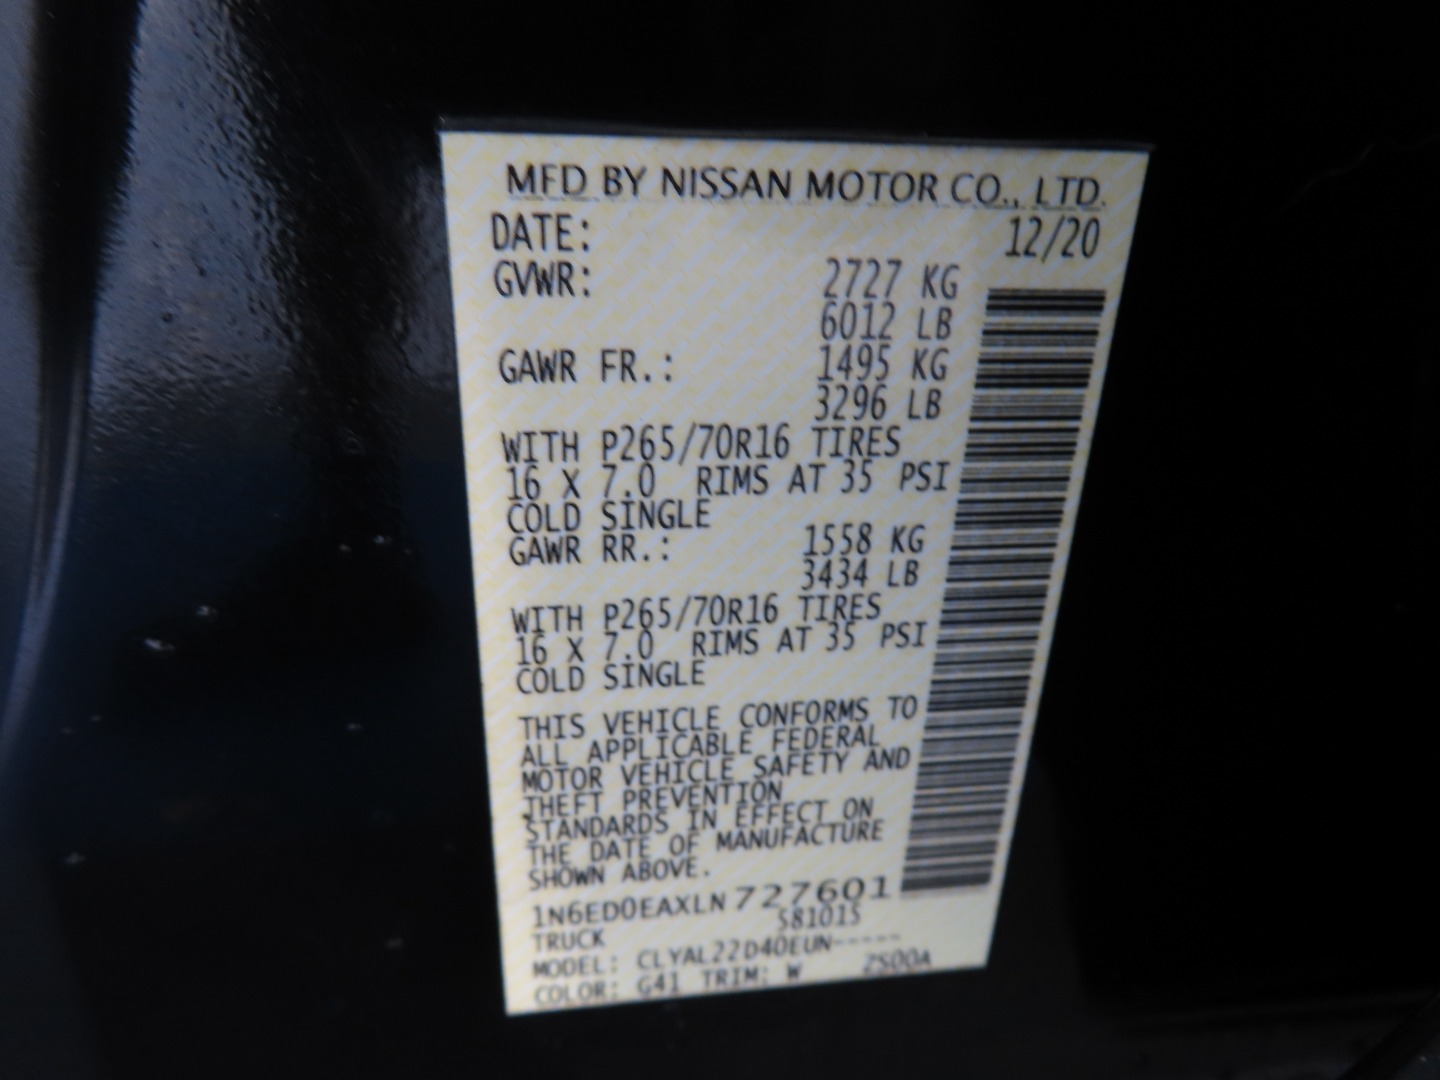 MFD BY NISSAN MOTOR CO., LTD.
DATE: 12/20
GVWR: 2727 KG
6012 LB
GAWR FR.: 1495 KG
3296 LB
WITH P265/70R16 TIRES
16 X 7.0 RIMS AT 35 PSI
COLD SINGLE
GAWR RR.: 1558 KG
3434 LB
WITH P265/70R16 TIRES
16 X 7.0 RIMS AT 35 PSI
COLD SINGLE
THIS VEHICLE CONFORMS TO
ALL APPLICABLE FEDERAL
MOTOR VEHICLE SAFETY AND
THEFT PREVENTION
STANDARDS IN EFFECT ON
THE DATE OF MANUFACTURE
SHOWN ABOVE.
1N6ED0EAXLN 727601
TRUCK S81015
MODEL: CLYAL22D40EUN-----
COLOR: G41 TRIM: W ZS00A